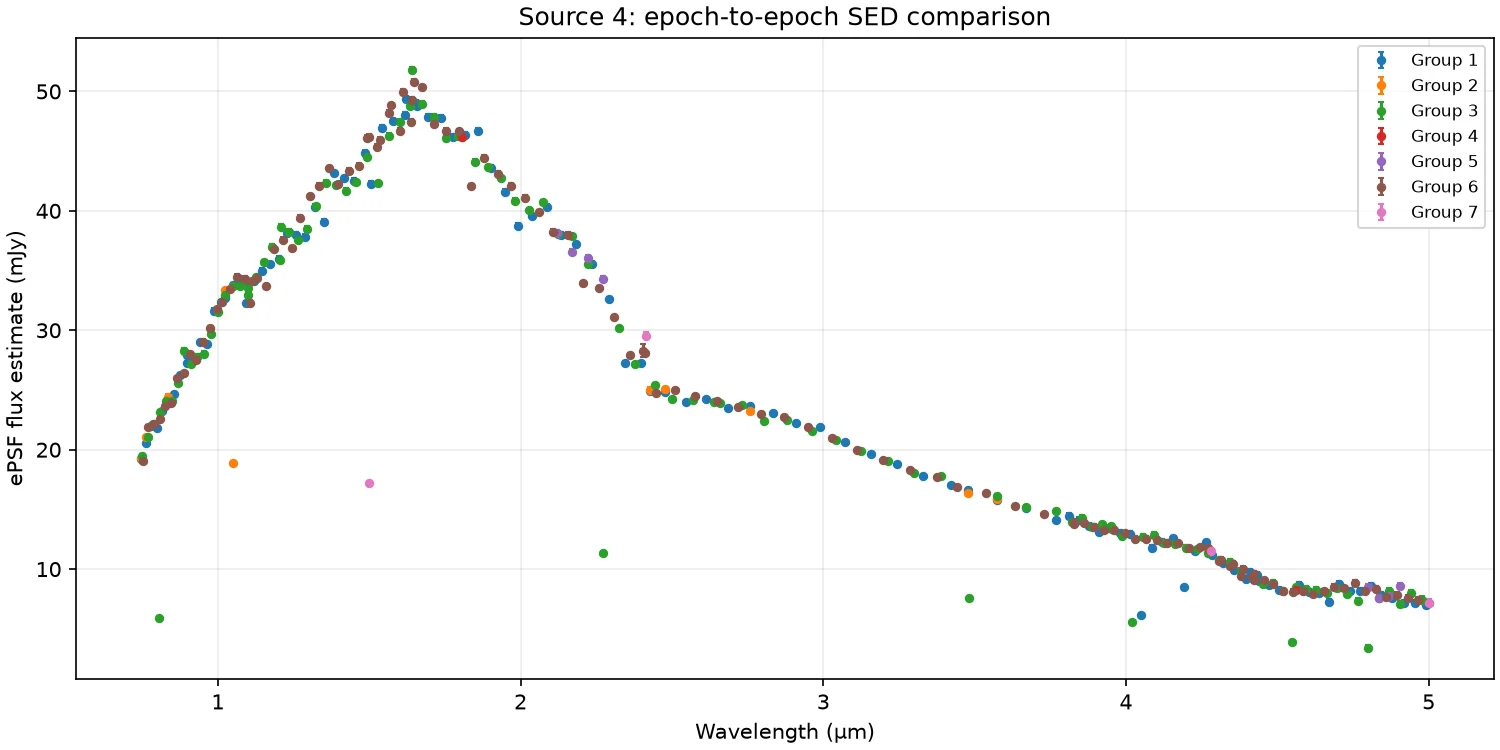 Source 4: epoch-to-epoch SED comparison
ePSF flux estimate (mJy)
50
40
30
20
10
1
2
3
4
5
Wavelength (μm)
Group 1
Group 2
Group 3
Group 4
Group 5
Group 6
Group 7